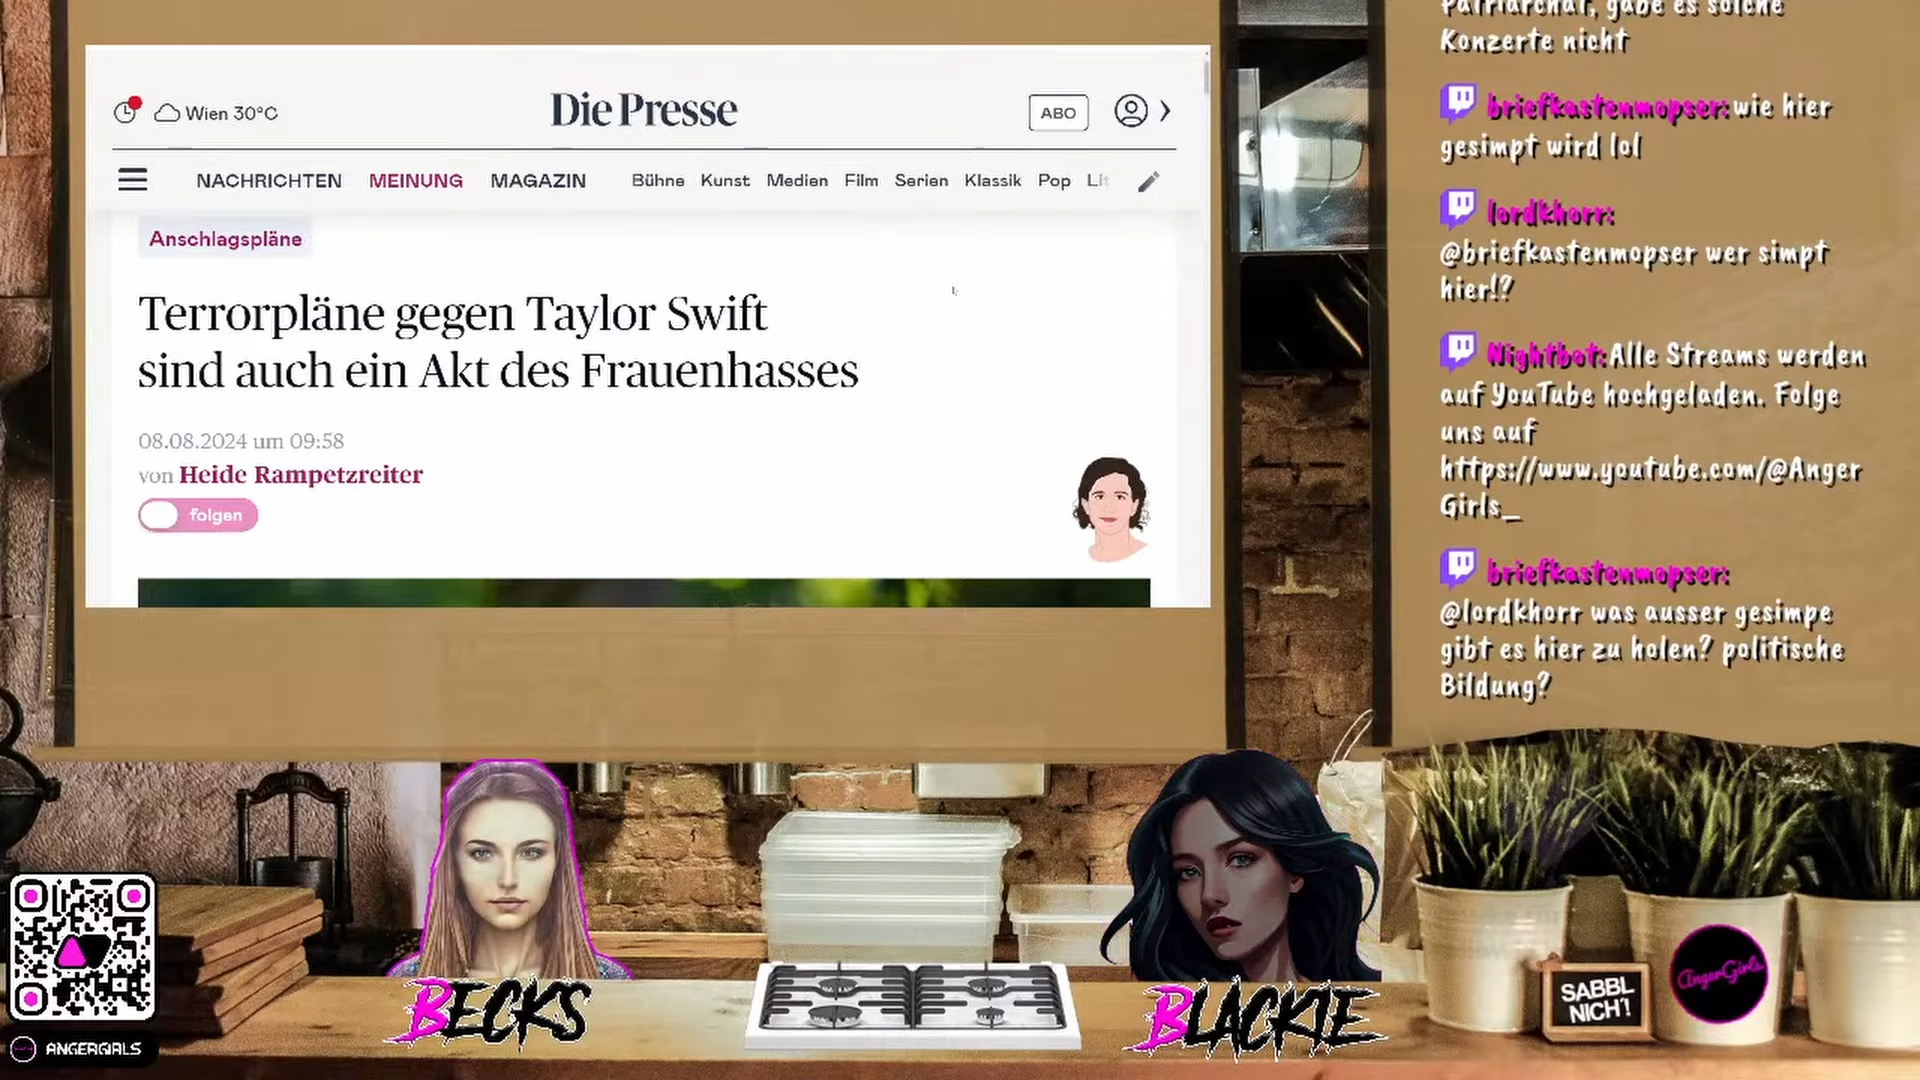 Wien 30°C
Die Presse
ABO
NACHRICHTEN MEINUNG MAGAZIN Bühne Kunst Medien Film Serien Klassik Pop Lit
Anschlagspläne
Terrorpläne gegen Taylor Swift
sind auch ein Akt des Frauenhasses
08.08.2024 um 09:58
von Heide Rampetzreiter
folgen
Patriarchat, gäbe es solche
Konzerte nicht
briefkastenmopser: wie hier
gesimpt wird lol
lordkhorr:
@briefkastenmopser wer simpt
hier!?
Nightbot: Alle Streams werden
auf YouTube hochgeladen. Folge
uns auf
https://www.youtube.com/@Anger
Girls_
briefkastenmopser:
@lordkhorr was ausser gesimpe
gibt es hier zu holen? politische
Bildung?
BECKS
BLACKIE
SABBL
NICH'!
AngerGirls
ANGERGIRLS